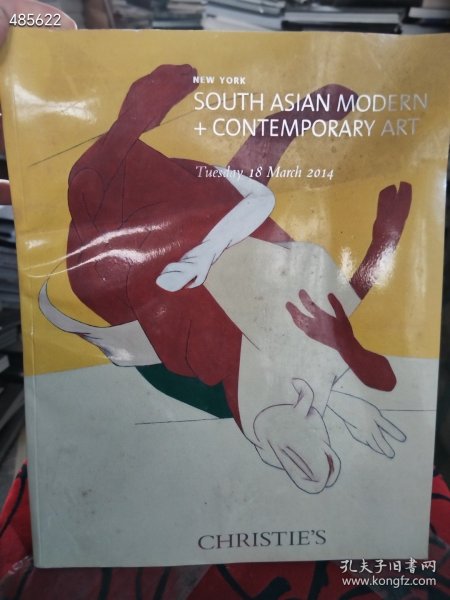 485622
NEW YORK
SOUTH ASIAN MODERN
+ CONTEMPORARY ART
Tuesday 18 March 2014
CHRISTIE'S
孔夫子旧书网
www.kongfz.com